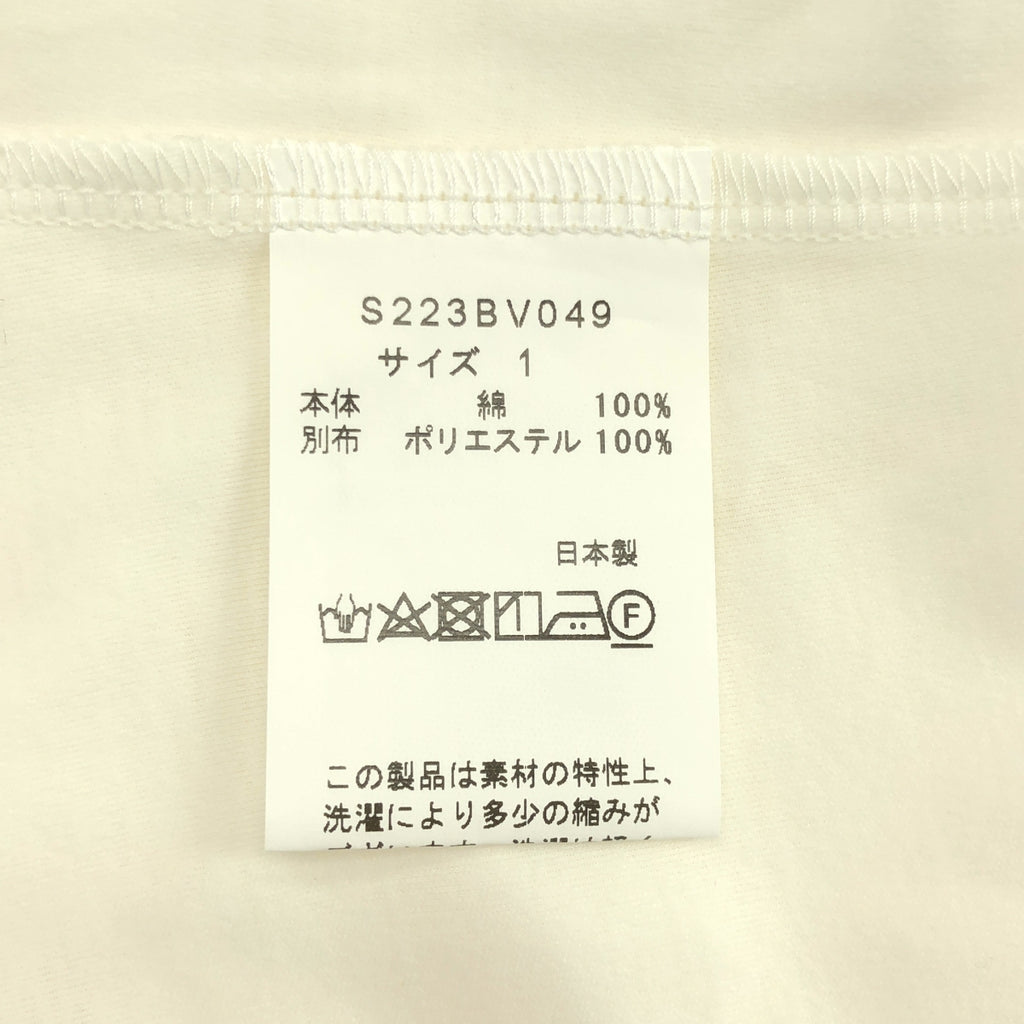 S223BV049
サイズ 1
本体 綿 100%
別布 ポリエステル 100%
日本製
F
この製品は素材の特性上、
洗濯により多少の縮みが